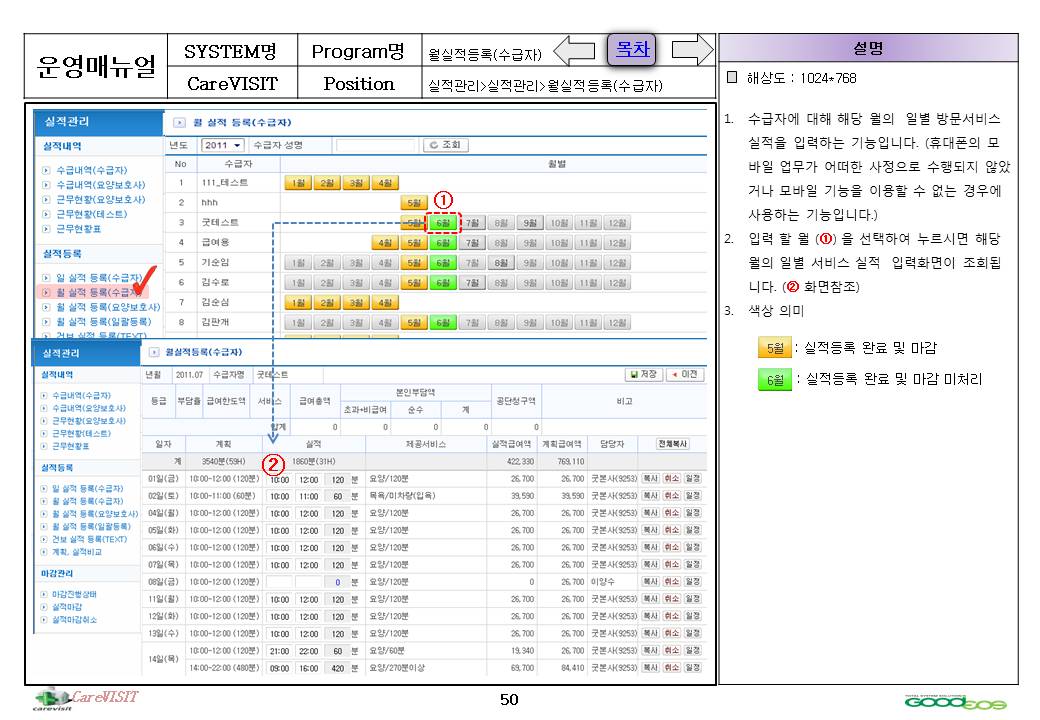 운영매뉴얼
SYSTEM명
Program명
월실적등록(수급자)
목차
CareVISIT
Position
실적관리>실적관리>월실적등록(수급자)
설명
해상도 : 1024*768
1. 수급자에 대해 해당 월의 일별 방문서비스
실적을 입력하는 기능입니다. (휴대폰의 모
바일 업무가 어떠한 사정으로 수행되지 않았
거나 모바일 기능을 이용할 수 없는 경우에
사용하는 기능입니다.)
2. 입력 할 월 (①) 을 선택하여 누르시면 해당
월의 일별 서비스 실적 입력화면이 조회됩
니다. (② 화면참조)
3. 색상 의미
5월 : 실적등록 완료 및 마감
6월 : 실적등록 완료 및 마감 미처리
실적관리
실적내역
수급내역(수급자)
수급내역(요양보호사)
근무현황(요양보호사)
근무현황(테스트)
근무현황표
실적등록
일 실적 등록(수급자)
월 실적 등록(수급자)
월 실적 등록(요양보호사)
월 실적 등록(일괄등록)
건보 실적 등록(TEXT)
월 실적 등록(수급자)
년도 2011 수급자 성명 조회
No 수급자 월별
1 111_테스트 1월 2월 3월 4월
2 hhh 5월
①
3 굿테스트 5월 6월 7월 8월 9월 10월 11월 12월
4 급여용 4월 5월 6월 7월 8월 9월 10월 11월 12월
5 기순임 1월 2월 3월 4월 5월 6월 7월 8월 9월 10월 11월 12월
6 김수로 1월 2월 3월 4월 5월 6월 7월 8월 9월 10월 11월 12월
7 김순심 1월 2월 3월 4월
8 김판개 1월 2월 3월 4월 5월 6월 7월 8월 9월 10월 11월 12월
실적관리
실적내역
수급내역(수급자)
수급내역(요양보호사)
근무현황(요양보호사)
근무현황(테스트)
근무현황표
실적등록
일 실적 등록(수급자)
월 실적 등록(수급자)
월 실적 등록(요양보호사)
월 실적 등록(일괄등록)
건보 실적 등록(TEXT)
계획, 실적비교
마감관리
마감진행상태
실적마감
실적마감취소
월실적등록(수급자)
년월 2011.07 수급자명 굿테스트 저장 이전
등급 부담율 급여한도액 서비스 급여총액 본인부담액 공단청구액 비고
초과+비급여 순수 계
합계 0 0 0 0 0
일자 계획 실적 제공서비스 실적급여액 계획급여액 담당자 전체복사
계 3540분(59H) ② 1860분(31H) 422,330 769,110
01일(금) 10:00~12:00 (120분) 10:00 12:00 120 분 요양/120분 26,700 26,700 굿본사(9253) 복사 취소 일정
02일(토) 10:00~11:00 (60분) 10:00 11:00 60 분 목욕/미차량(입욕) 39,590 39,590 굿본사(9253) 복사 취소 일정
04일(월) 10:00~12:00 (120분) 10:00 12:00 120 분 요양/120분 26,700 26,700 굿본사(9253) 복사 취소 일정
05일(화) 10:00~12:00 (120분) 10:00 12:00 120 분 요양/120분 26,700 26,700 굿본사(9253) 복사 취소 일정
06일(수) 10:00~12:00 (120분) 10:00 12:00 120 분 요양/120분 26,700 26,700 굿본사(9253) 복사 취소 일정
07일(목) 10:00~12:00 (120분) 10:00 12:00 120 분 요양/120분 26,700 26,700 굿본사(9253) 복사 취소 일정
08일(금) 10:00~12:00 (120분) 0 분 요양/120분 0 26,700 이양수 복사 취소 일정
11일(월) 10:00~12:00 (120분) 10:00 12:00 120 분 요양/120분 26,700 26,700 굿본사(9253) 복사 취소 일정
12일(화) 10:00~12:00 (120분) 10:00 12:00 120 분 요양/120분 26,700 26,700 굿본사(9253) 복사 취소 일정
13일(수) 10:00~12:00 (120분) 10:00 12:00 120 분 요양/120분 26,700 26,700 굿본사(9253) 복사 취소 일정
14일(목) 10:00~12:00 (120분) 21:00 22:00 60 분 요양/60분 19,340 26,700 굿본사(9253) 복사 취소 일정
14:00~22:00 (480분) 09:00 16:00 420 분 요양/270분이상 69,700 84,410 굿본사(9253) 복사 취소 일정
carevisit
CareVISIT
50
TOTAL SYSTEM SOLUTIONS
GOODEOS